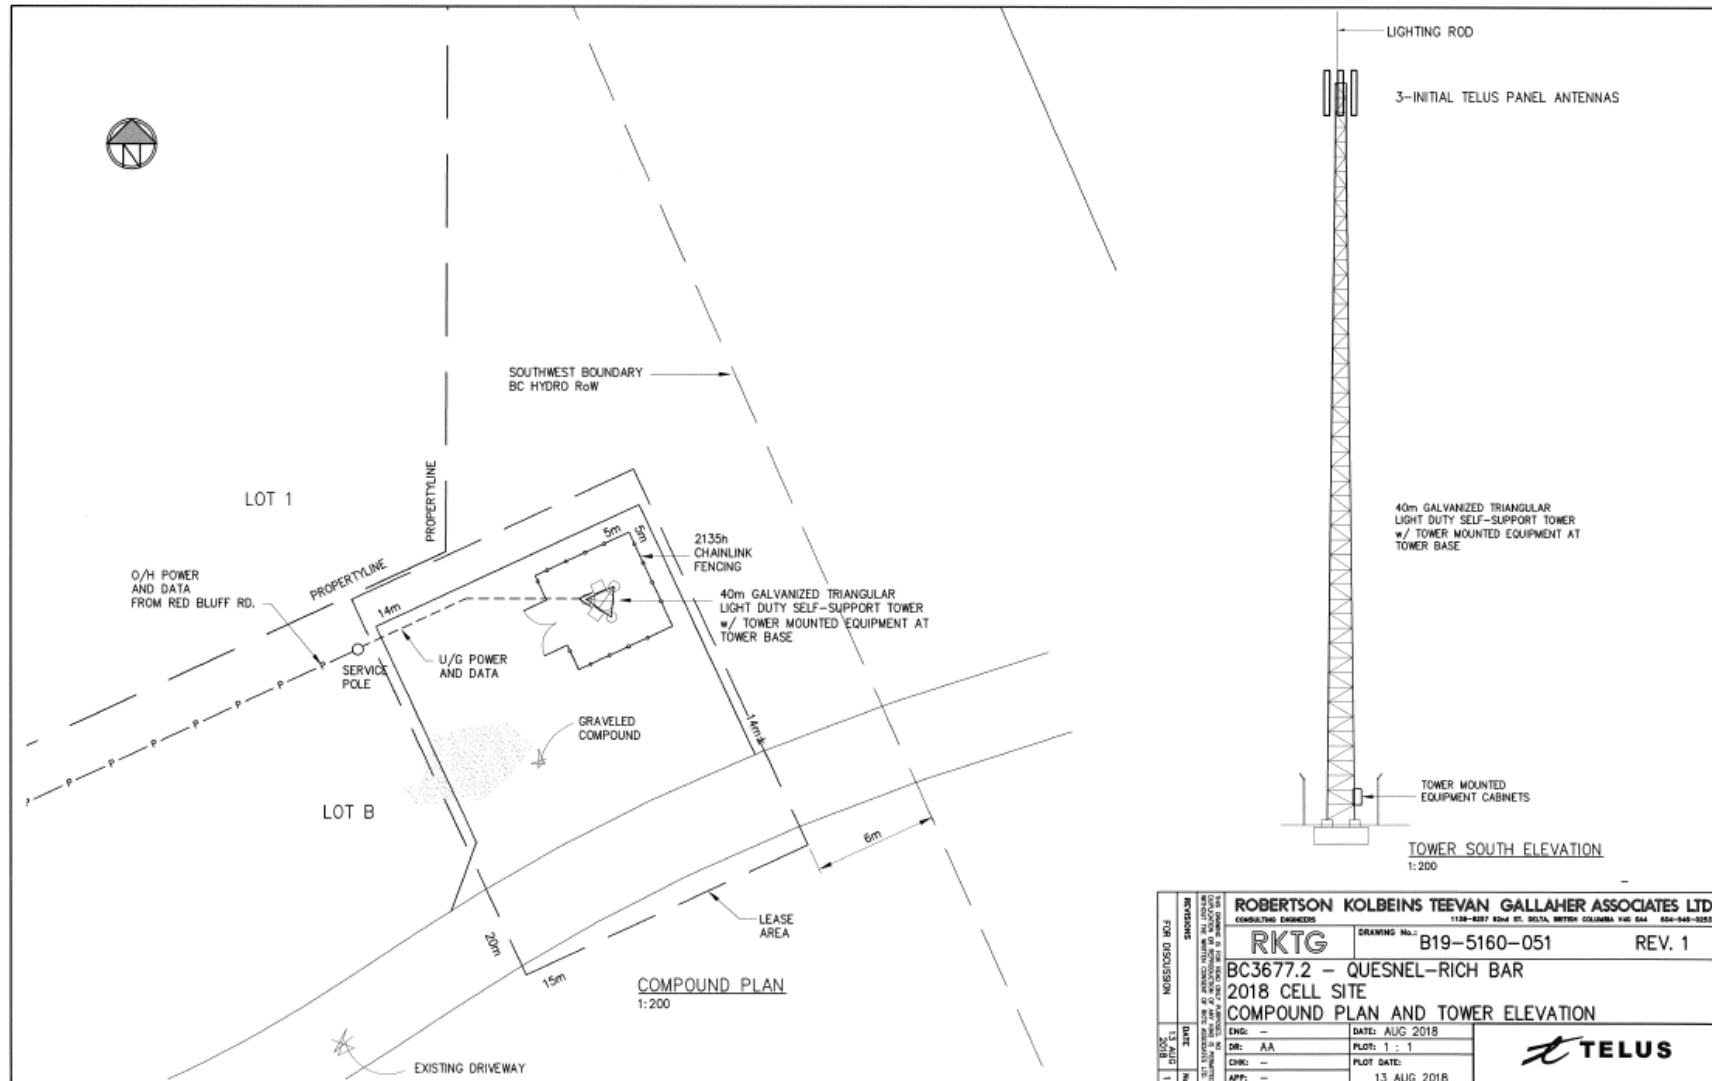 LIGHTING ROD
3-INITIAL TELUS PANEL ANTENNAS
N
SOUTHWEST BOUNDARY
BC HYDRO RoW
PROPERTYLINE
LOT 1
40m GALVANIZED TRIANGULAR
LIGHT DUTY SELF-SUPPORT TOWER
w/ TOWER MOUNTED EQUIPMENT AT
TOWER BASE
5m
5m
2135h
CHAINLINK
FENCING
PROPERTYLINE
O/H POWER
AND DATA
FROM RED BLUFF RD.
14m
40m GALVANIZED TRIANGULAR
LIGHT DUTY SELF-SUPPORT TOWER
w/ TOWER MOUNTED EQUIPMENT AT
TOWER BASE
U/G POWER
AND DATA
SERVICE
POLE
P
P
P
P
P
P
P
P
GRAVELED
COMPOUND
14m±
LOT B
TOWER MOUNTED
EQUIPMENT CABINETS
6m
TOWER SOUTH ELEVATION
1:200
LEASE
AREA
20m
15m
COMPOUND PLAN
1:200
EXISTING DRIVEWAY
ROBERTSON KOLBEINS TEEVAN GALLAHER ASSOCIATES LTD
CONSULTING ENGINEERS
RKTG
DRAWING No.:
B19-5160-051
REV. 1
BC3677.2 - QUESNEL-RICH BAR
2018 CELL SITE
COMPOUND PLAN AND TOWER ELEVATION
ENG: -
DATE: AUG 2018
DR: AA
PLOT: 1 : 1
CHK: -
PLOT DATE:
APP: -
13 AUG 2018
TELUS
REVISIONS
FOR DISCUSSION
DATE
13 AUG
2018
1